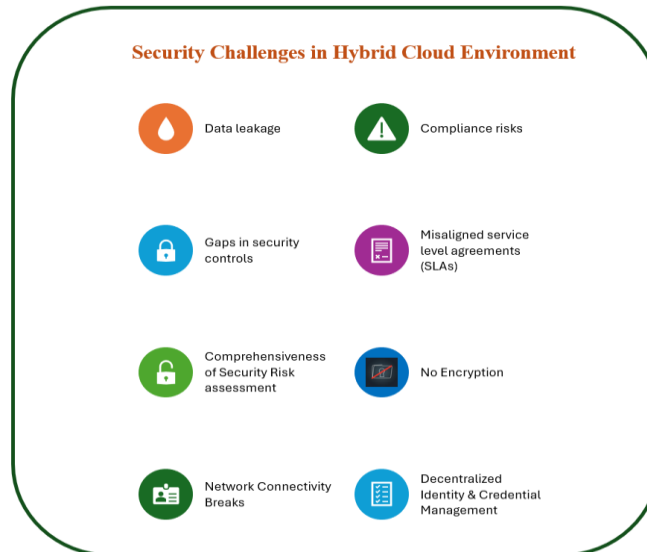 Security Challenges in Hybrid Cloud Environment
Data leakage
Compliance risks
Gaps in security
controls
Misaligned service
level agreements
(SLAs)
Comprehensiveness
of Security Risk
assessment
No Encryption
Network Connectivity
Breaks
Decentralized
Identity & Credential
Management